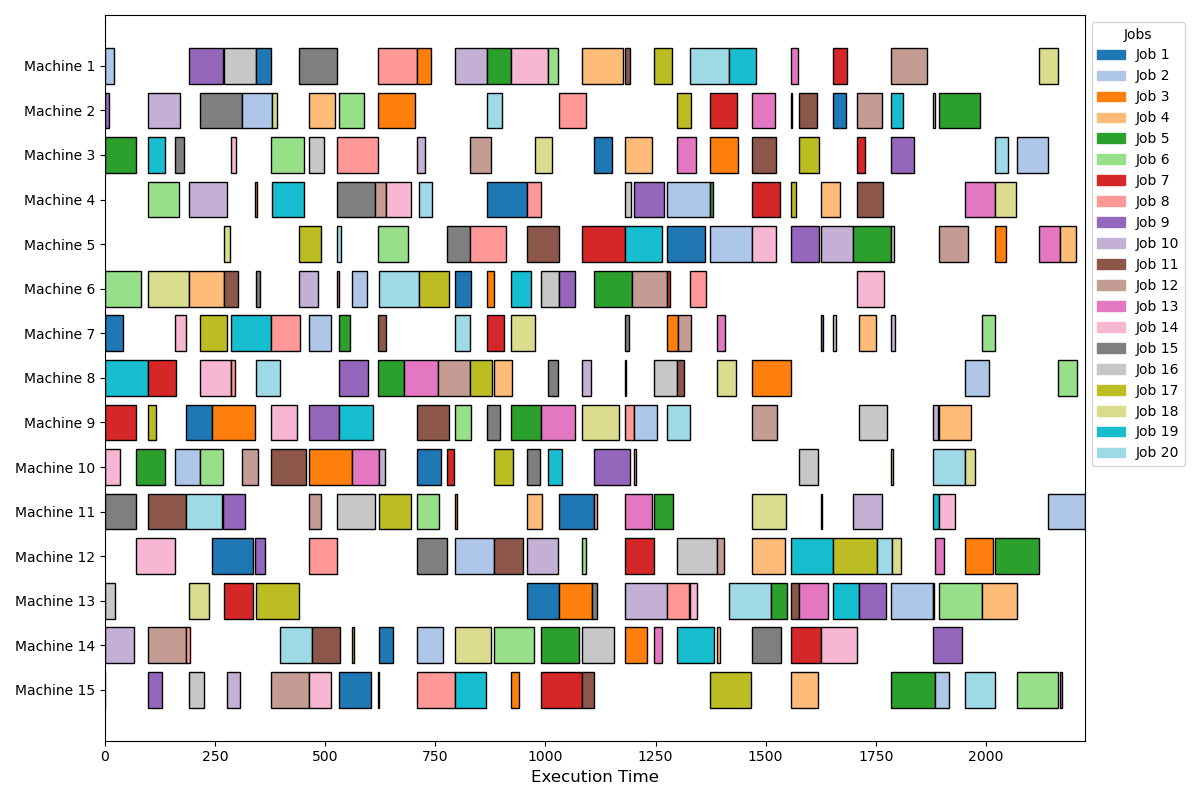 Machine 1
Machine 2
Machine 3
Machine 4
Machine 5
Machine 6
Machine 7
Machine 8
Machine 9
Machine 10
Machine 11
Machine 12
Machine 13
Machine 14
Machine 15
0 250 500 750 1000 1250 1500 1750 2000
Execution Time
Jobs
Job 1
Job 2
Job 3
Job 4
Job 5
Job 6
Job 7
Job 8
Job 9
Job 10
Job 11
Job 12
Job 13
Job 14
Job 15
Job 16
Job 17
Job 18
Job 19
Job 20